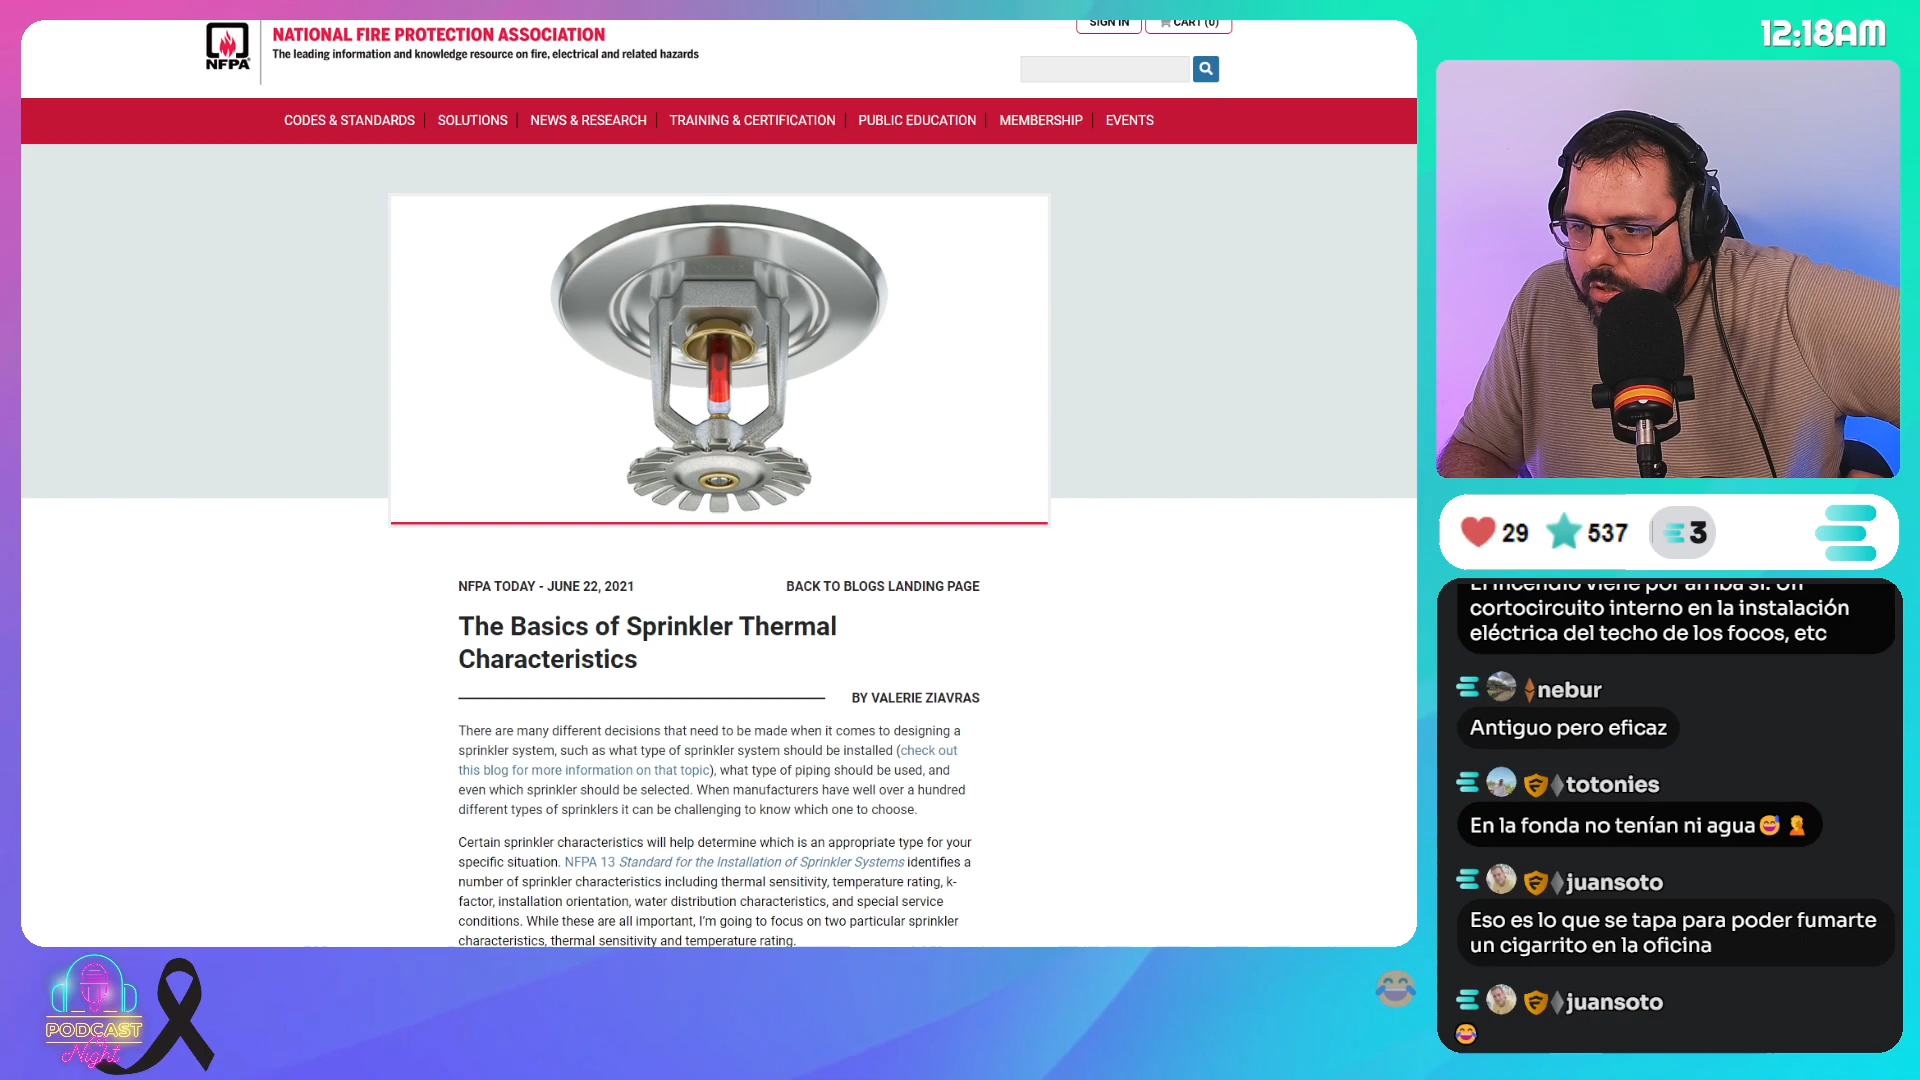 12:18AM
NFPA
NATIONAL FIRE PROTECTION ASSOCIATION
The leading information and knowledge resource on fire, electrical and related hazards
SIGN IN
CART (0)
CODES & STANDARDS
SOLUTIONS
NEWS & RESEARCH
TRAINING & CERTIFICATION
PUBLIC EDUCATION
MEMBERSHIP
EVENTS
NFPA TODAY - JUNE 22, 2021
BACK TO BLOGS LANDING PAGE
The Basics of Sprinkler Thermal
Characteristics
BY VALERIE ZIAVRAS
There are many different decisions that need to be made when it comes to designing a
sprinkler system, such as what type of sprinkler system should be installed (check out
this blog for more information on that topic), what type of piping should be used, and
even which sprinkler should be selected. When manufacturers have well over a hundred
different types of sprinklers it can be challenging to know which one to choose.
Certain sprinkler characteristics will help determine which is an appropriate type for your
specific situation. NFPA 13 Standard for the Installation of Sprinkler Systems identifies a
number of sprinkler characteristics including thermal sensitivity, temperature rating, k-
factor, installation orientation, water distribution characteristics, and special service
conditions. While these are all important, I'm going to focus on two particular sprinkler
characteristics, thermal sensitivity and temperature rating.
29
537
3
El incendio viene por arriba si. Un
cortocircuito interno en la instalación
eléctrica del techo de los focos, etc
nebur
Antiguo pero eficaz
totonies
En la fonda no tenían ni agua😅🤦
juansoto
Eso es lo que se tapa para poder fumarte
un cigarrito en la oficina
juansoto
😂
PODCAST
Night